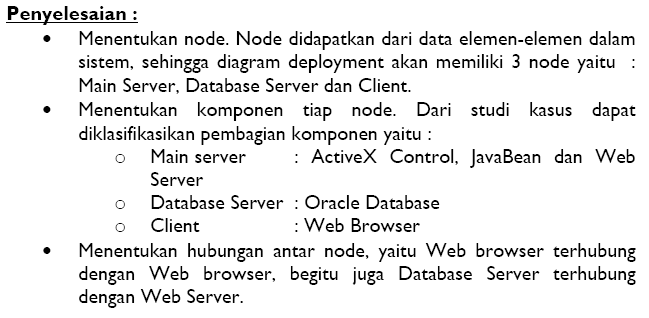 Penyelesaian :
• Menentukan node. Node didapatkan dari data elemen-elemen dalam
sistem, sehingga diagram deployment akan memiliki 3 node yaitu :
Main Server, Database Server dan Client.
• Menentukan komponen tiap node. Dari studi kasus dapat
diklasifikasikan pembagian komponen yaitu :
o Main server : ActiveX Control, JavaBean dan Web
Server
o Database Server : Oracle Database
o Client : Web Browser
• Menentukan hubungan antar node, yaitu Web browser terhubung
dengan Web browser, begitu juga Database Server terhubung
dengan Web Server.